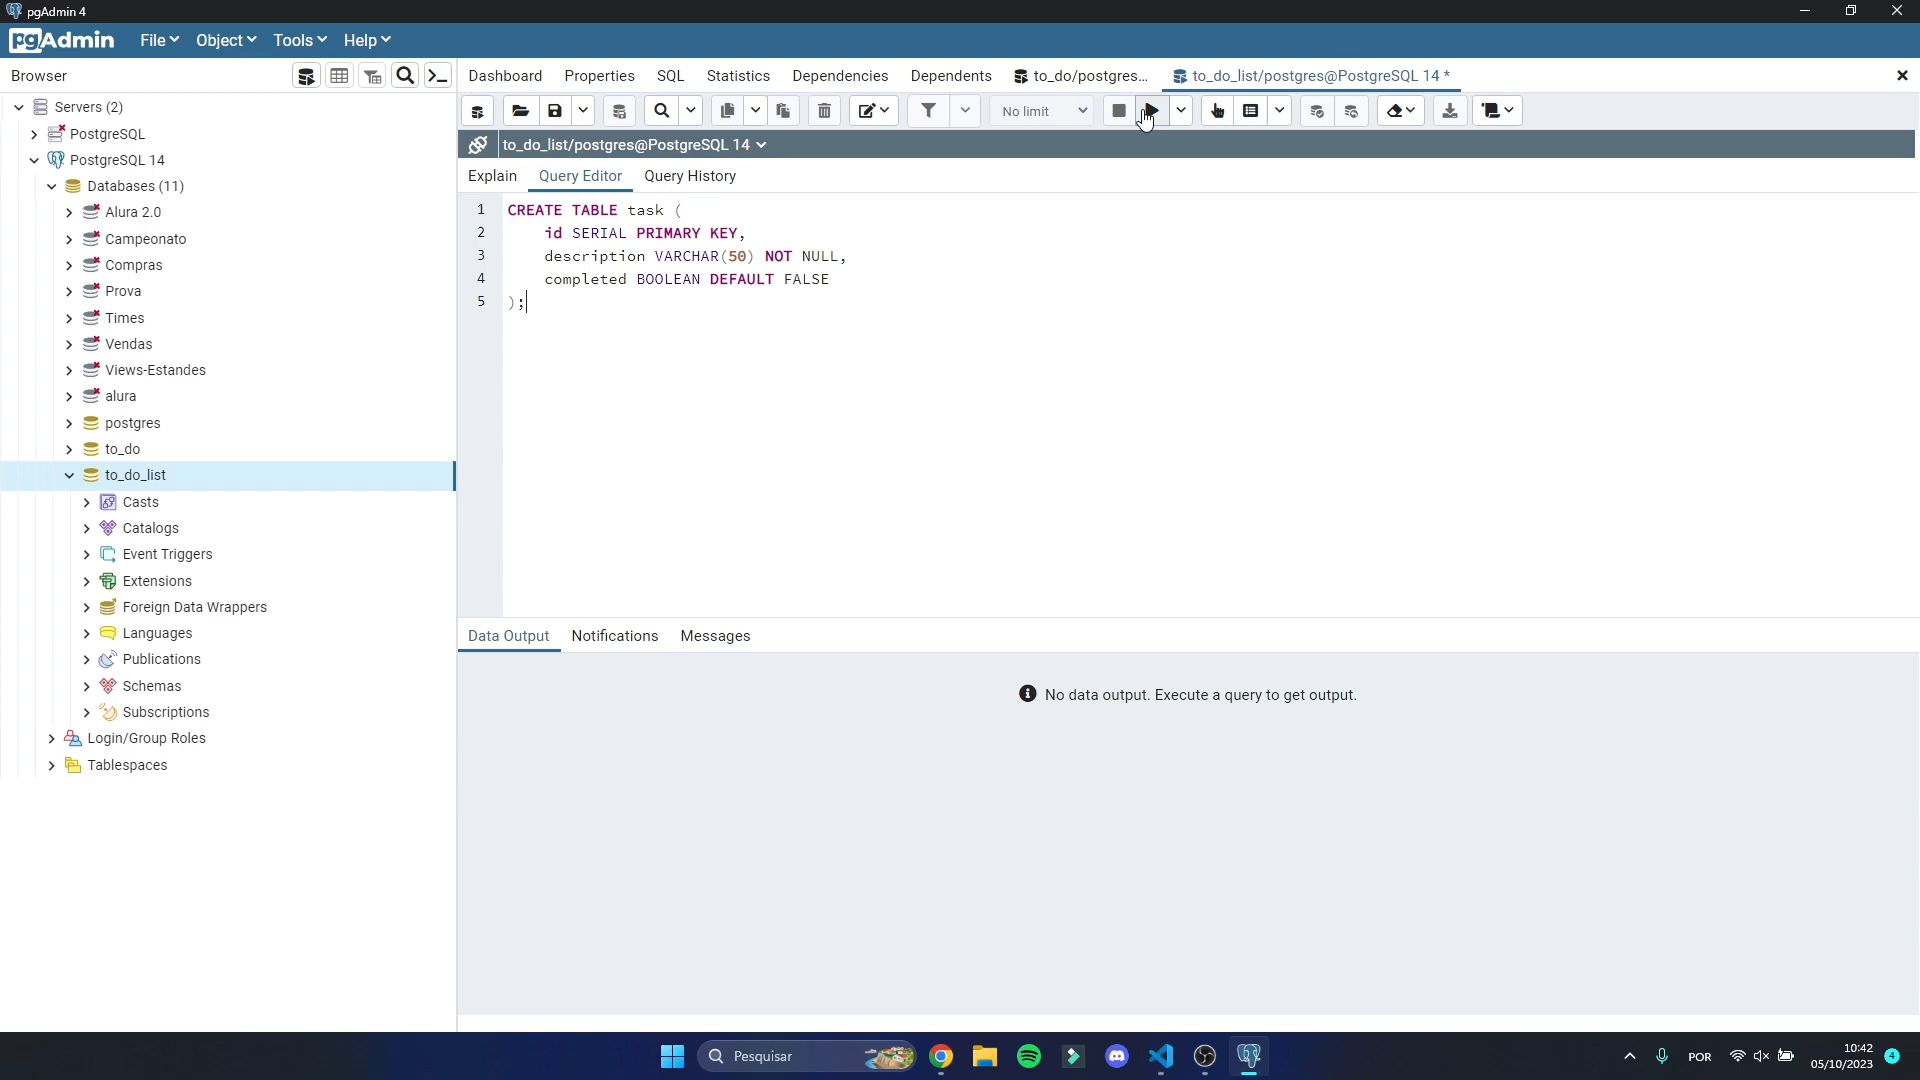 pgAdmin 4
pgAdmin File Object Tools Help
Browser
Dashboard Properties SQL Statistics Dependencies Dependents to_do/postgres... to_do_list/postgres@PostgreSQL 14 *
No limit
Servers (2)
PostgreSQL
PostgreSQL 14
Databases (11)
Alura 2.0
Campeonato
Compras
Prova
Times
Vendas
Views-Estandes
alura
postgres
to_do
to_do_list
Casts
Catalogs
Event Triggers
Extensions
Foreign Data Wrappers
Languages
Publications
Schemas
Subscriptions
Login/Group Roles
Tablespaces
to_do_list/postgres@PostgreSQL 14
Explain Query Editor Query History
1 CREATE TABLE task (
2 id SERIAL PRIMARY KEY,
3 description VARCHAR(50) NOT NULL,
4 completed BOOLEAN DEFAULT FALSE
5 );
Data Output Notifications Messages
No data output. Execute a query to get output.
Pesquisar
POR
10:42
05/10/2023
4